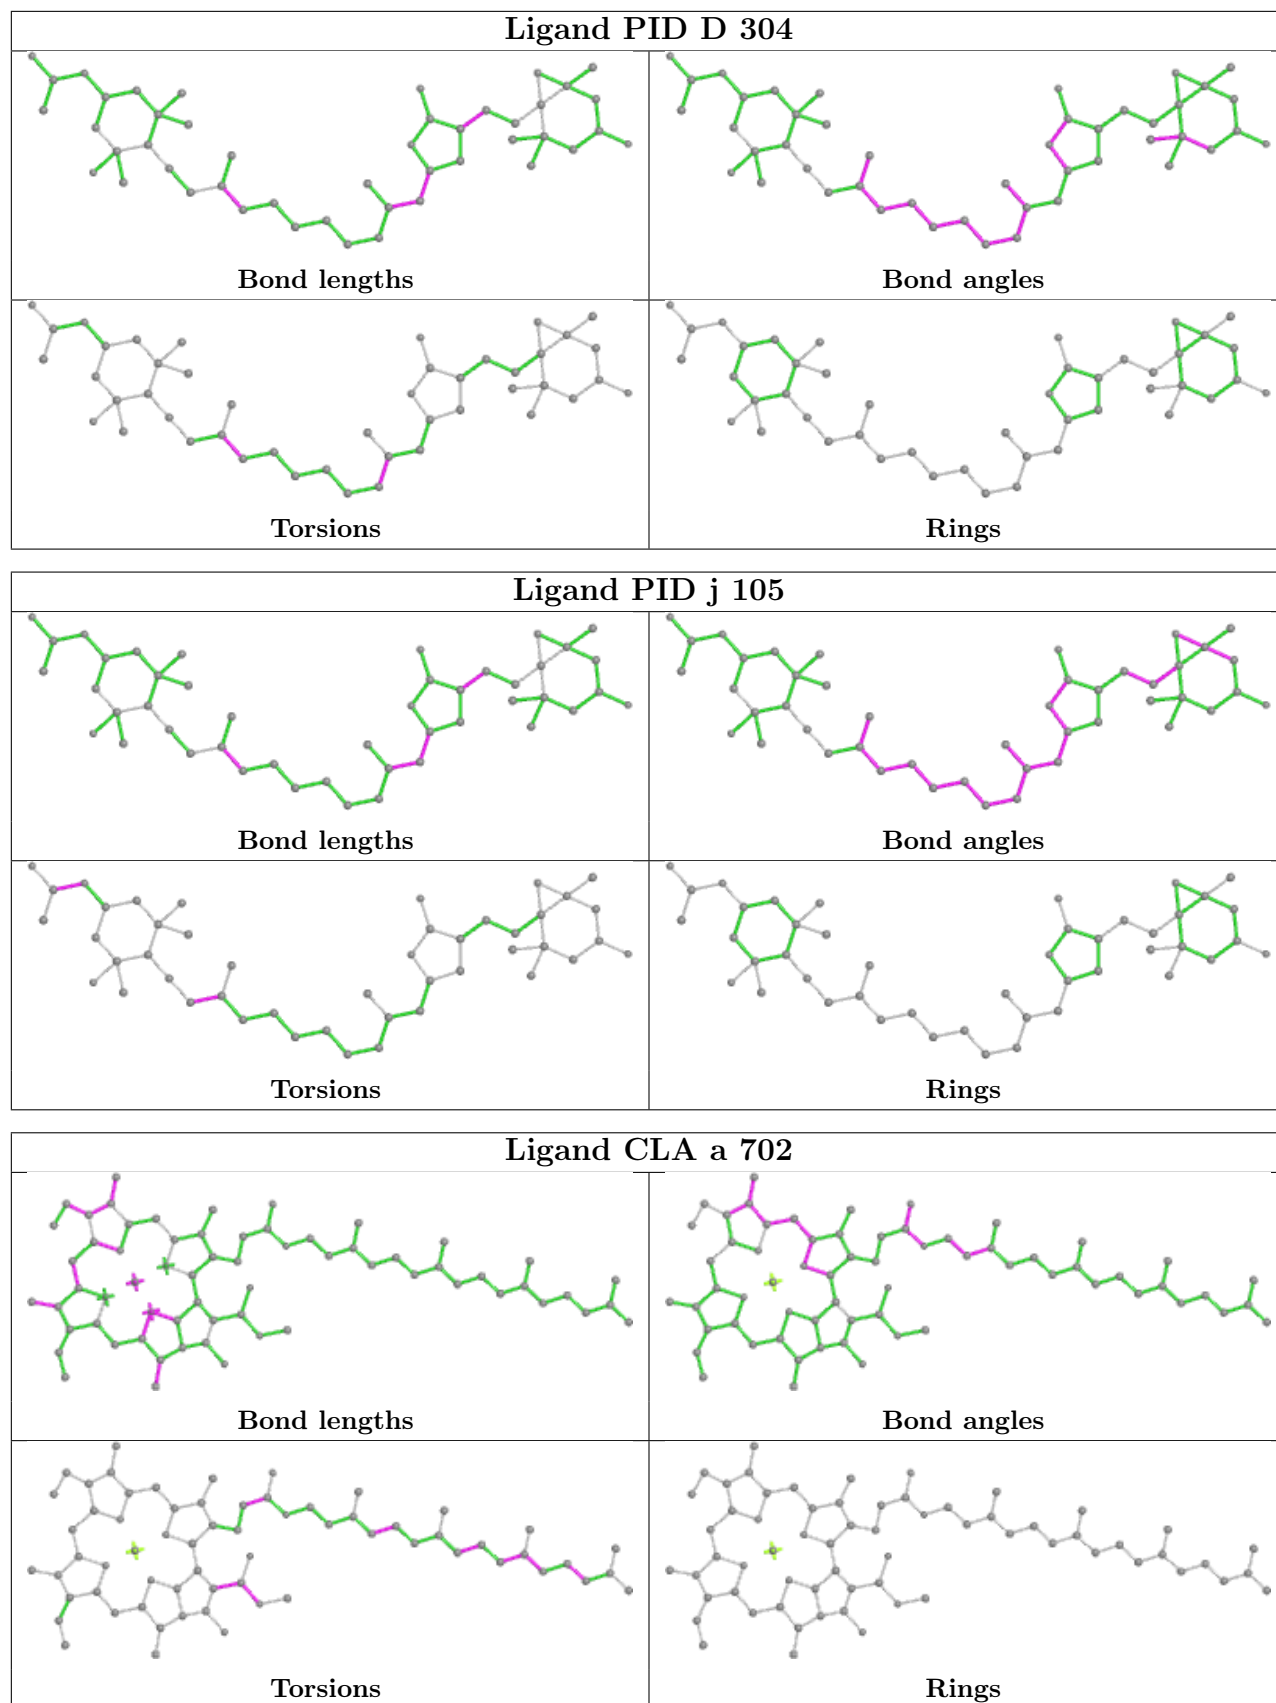 Ligand PID D 304
Bond lengths
Bond angles
Torsions
Rings
Ligand PID j 105
Bond lengths
Bond angles
Torsions
Rings
Ligand CLA a 702
Bond lengths
Bond angles
Torsions
Rings